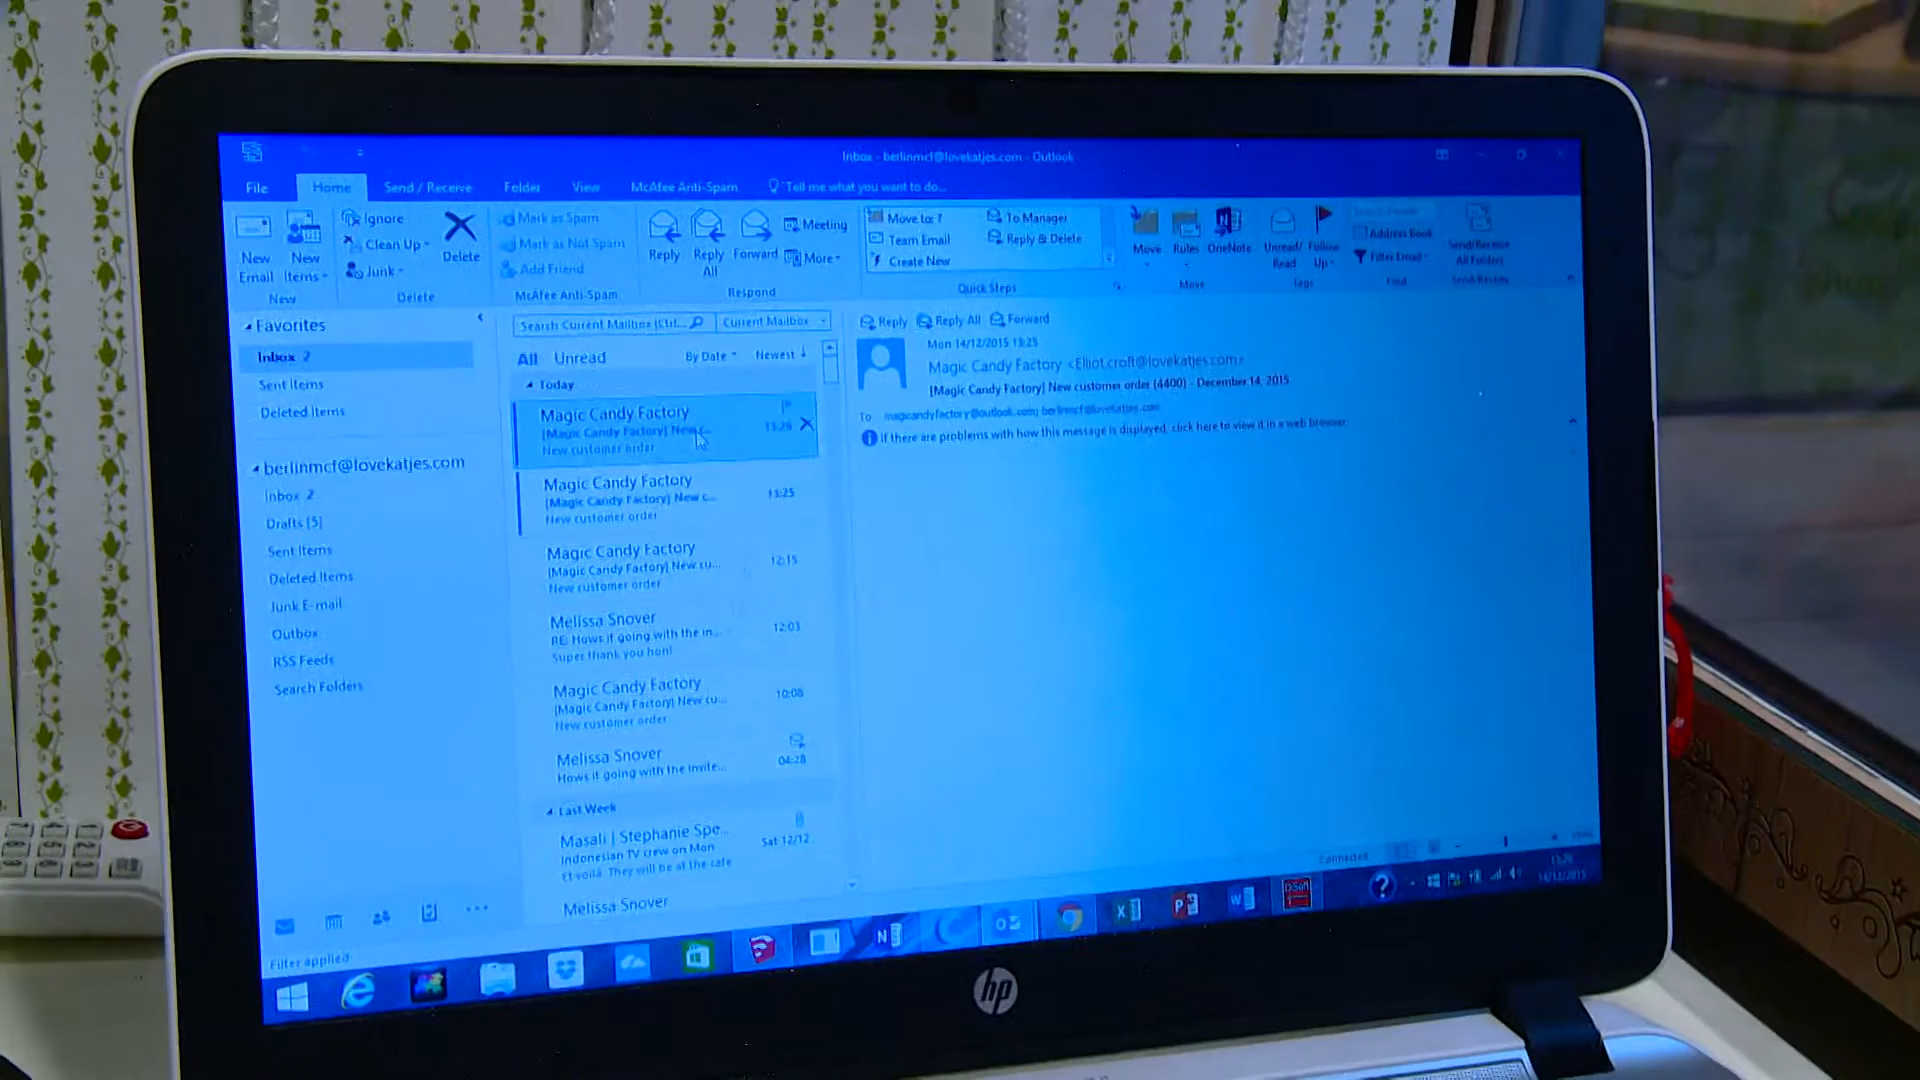 Inbox - berlinmcf@lovekatjes.com - Outlook
File Home Send / Receive Folder View McAfee Anti-Spam Tell me what you want to do...
New Email
New Items
New
Ignore
Clean Up
Junk
Delete
Delete
Mark as Spam
Mark as Not Spam
Add Friend
McAfee Anti-Spam
Reply
Reply All
Forward
Meeting
More
Respond
Move to: ?
Team Email
Create New
To Manager
Reply & Delete
Quick Steps
Move
Rules
OneNote
Move
Unread/ Read
Follow Up
Tags
Address Book
Filter Email
Find
Send/Receive All Folders
Send/Receive
Favorites
Inbox 2
Sent Items
Deleted Items
berlinmcf@lovekatjes.com
Inbox 2
Drafts [5]
Sent Items
Deleted Items
Junk E-mail
Outbox
RSS Feeds
Search Folders
Filter applied
Search Current Mailbox (Ctrl... Current Mailbox
All Unread By Date Newest
Today
Magic Candy Factory
[Magic Candy Factory] New c...
13:26
New customer order
Magic Candy Factory
[Magic Candy Factory] New c... 13:25
New customer order
Magic Candy Factory
[Magic Candy Factory] New cu... 12:15
New customer order
Melissa Snover
RE: Hows it going with the in... 12:03
Super thank you hon!
Magic Candy Factory
[Magic Candy Factory] New cu... 10:08
New customer order
Melissa Snover
Hows it going with the invite... 04:28
Last Week
Masali | Stephanie Spe...
Indonesian TV crew on Mon Sat 12/12
Et voilà. They will be at the cafe
Melissa Snover
Reply Reply All Forward
Mon 14/12/2015 13:25
Magic Candy Factory <Elliot.croft@lovekatjes.com>
[Magic Candy Factory] New customer order (4400) - December 14, 2015
To magicandyfactory@outlook.com; berlinmcf@lovekatjes.com
If there are problems with how this message is displayed, click here to view it in a web browser.
Connected
14/12/2015
hp